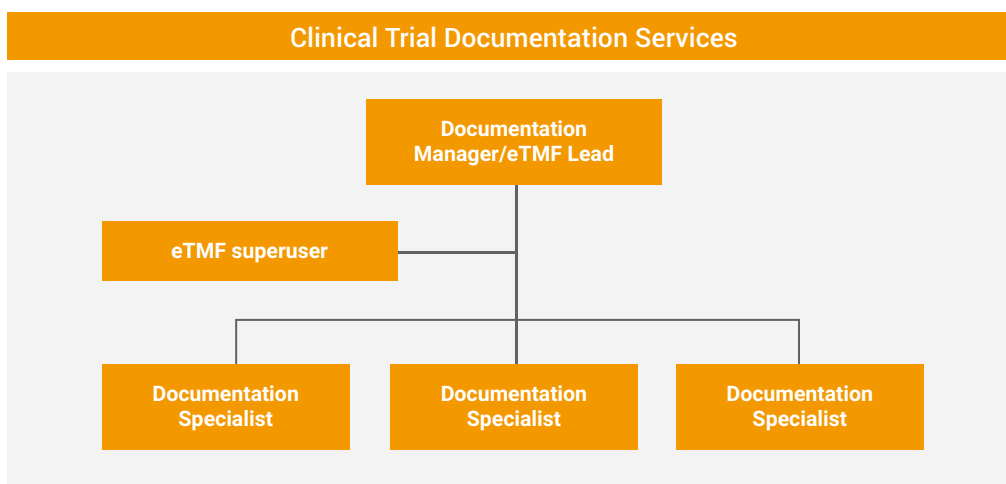 Clinical Trial Documentation Services
Documentation
Manager/eTMF Lead
eTMF superuser
Documentation
Specialist
Documentation
Specialist
Documentation
Specialist